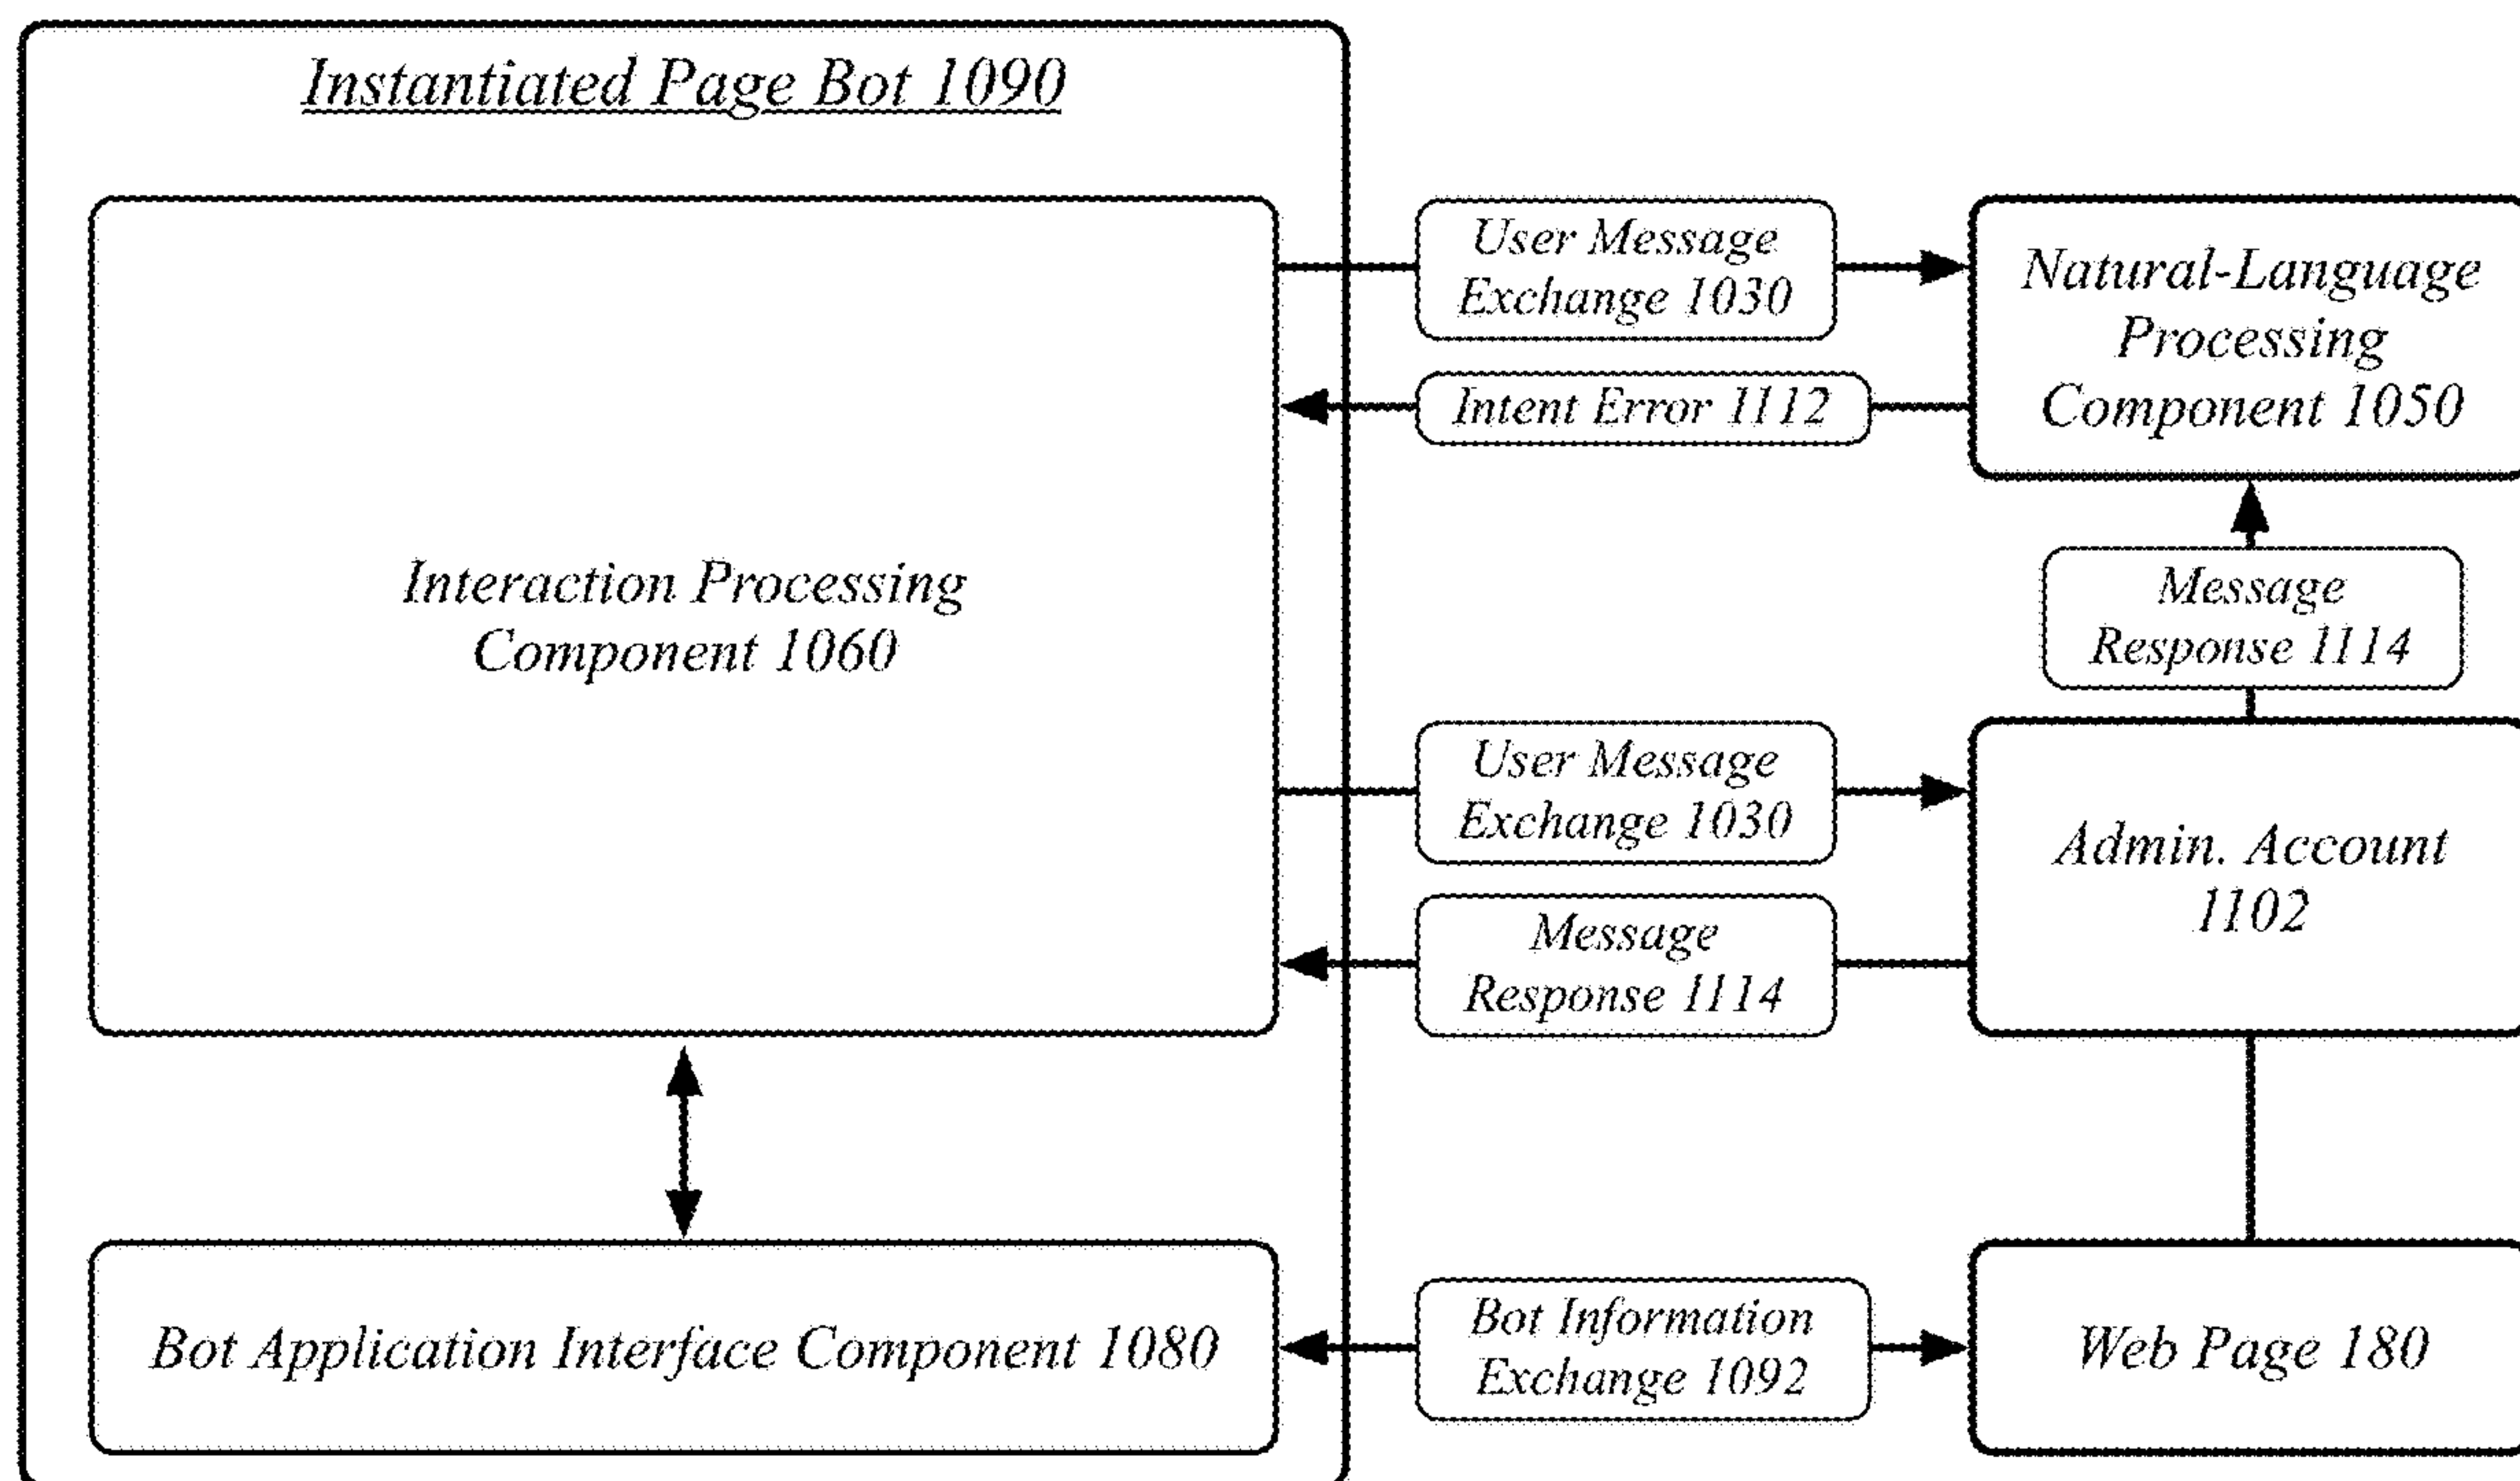 Instantiated Page Bot 1090
User Message
Exchange 1030
Natural-Language
Processing
Component 1050
Intent Error 1112
Interaction Processing
Component 1060
Message
Response 1114
User Message
Exchange 1030
Admin. Account
1102
Message
Response 1114
Bot Application Interface Component 1080
Bot Information
Exchange 1092
Web Page 180